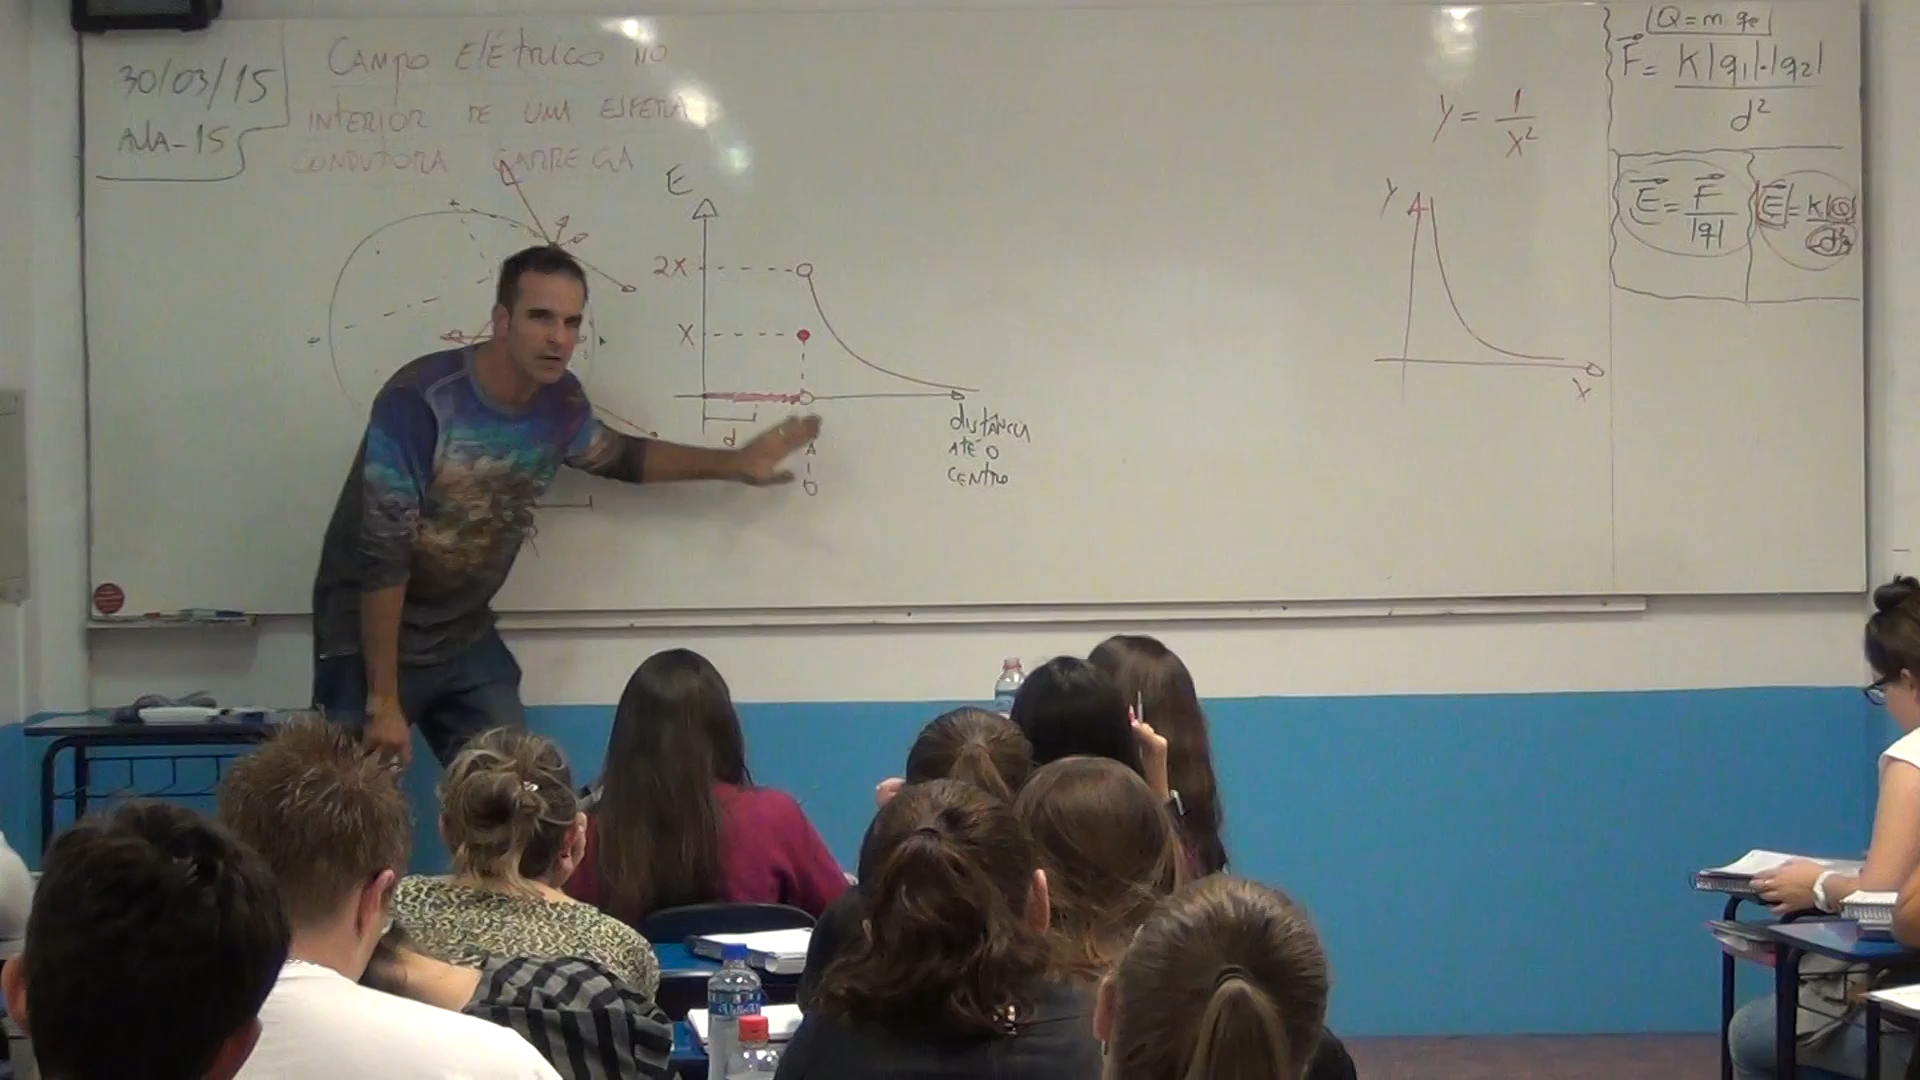 30/03/15
AULA-15
CAMPO ELÉTRICO NO
INTERIOR DE UMA ESFERA
CONDUTORA CARREGA
E
2X
X
d
A
I
O
distância
ATÉ O
CENTRO
Y = 1/X²
Y
X
|Q = m qe|
F = K|q1|·|q2|
d²
E = F
|q|
|E| = K|Q|
d²